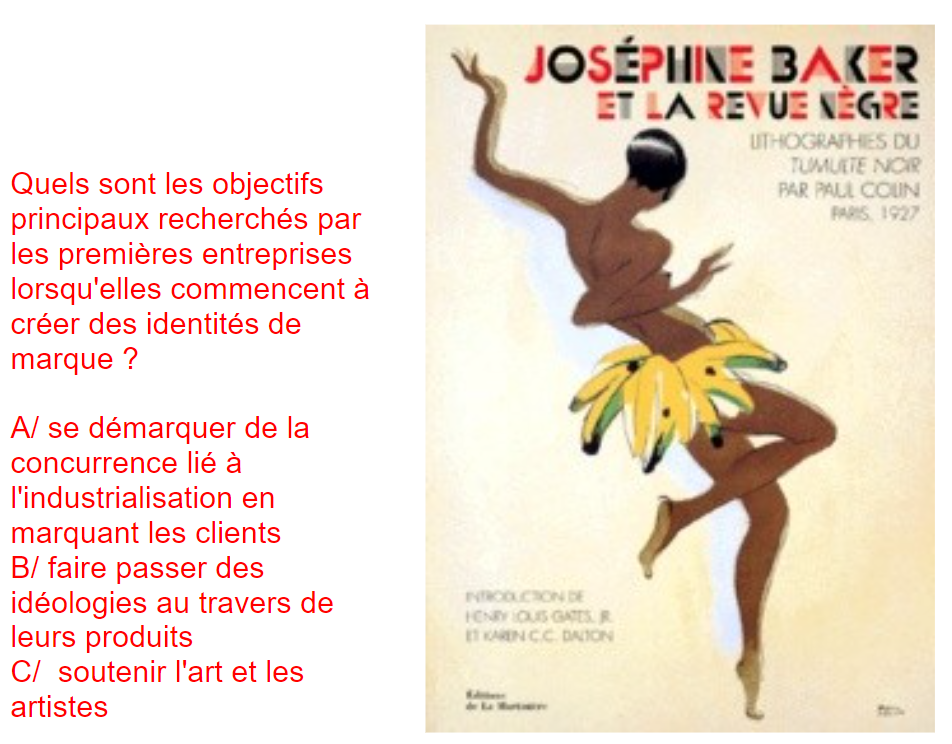 Quels sont les objectifs
principaux recherchés par
les premières entreprises
lorsqu'elles commencent à
créer des identités de
marque ?
A/ se démarquer de la
concurrence lié à
l'industrialisation en
marquant les clients
B/ faire passer des
idéologies au travers de
leurs produits
C/  soutenir l'art et les
artistes
JOSÉPHINE BAKER
ET LA REVUE NÈGRE
LITHOGRAPHIES DU
TUMULTE NOIR
PAR PAUL COLIN
PARIS, 1927
INTRODUCTION DE
HENRY LOUIS GATES, JR.
ET KAREN C.C. DALTON
Éditions
de La Martinière